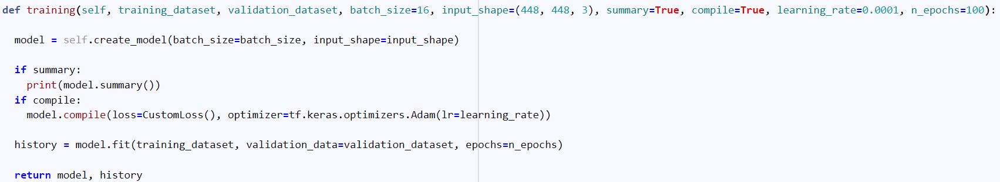 def training(self, training_dataset, validation_dataset, batch_size=16, input_shape=(448, 448, 3), summary=True, compile=True, learning_rate=0.0001, n_epochs=100):
  model = self.create_model(batch_size=batch_size, input_shape=input_shape)
  if summary:
    print(model.summary())
  if compile:
    model.compile(loss=CustomLoss(), optimizer=tf.keras.optimizers.Adam(lr=learning_rate))
  history = model.fit(training_dataset, validation_data=validation_dataset, epochs=n_epochs)
  return model, history